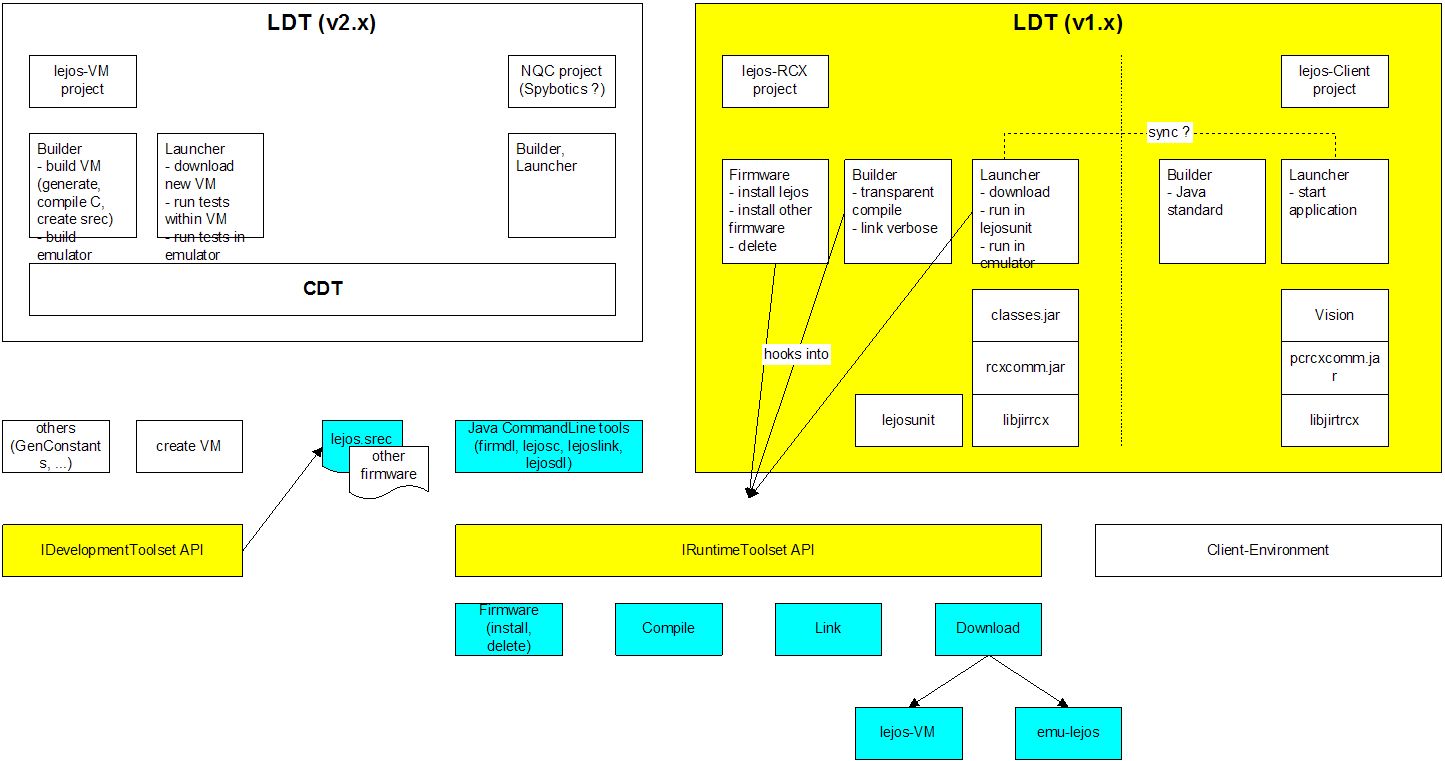 LDT (v2.x)
lejos-VM
project
NQC project
(Spybotics ?)
Builder
- build VM
(generate,
compile C,
create srec)
- build
emulator
Launcher
- download
new VM
- run tests
within VM
- run tests in
emulator
Builder,
Launcher
CDT
LDT (v1.x)
lejos-RCX
project
lejos-Client
project
sync ?
Firmware
- install lejos
- install other
firmware
- delete
Builder
- transparent
compile
- link verbose
Launcher
- download
- run in
lejosunit
- run in
emulator
Builder
- Java
standard
Launcher
- start
application
hooks into
classes.jar
rcxcomm.jar
lejosunit
libjirrcx
Vision
pcrcxcomm.ja
r
libjirtrcx
others
(GenConstant
s, ...)
create VM
lejos.srec
other
firmware
Java CommandLine tools
(firmdl, lejosc, lejoslink,
lejosdl)
IDevelopmentToolset API
IRuntimeToolset API
Client-Environment
Firmware
(install,
delete)
Compile
Link
Download
lejos-VM
emu-lejos